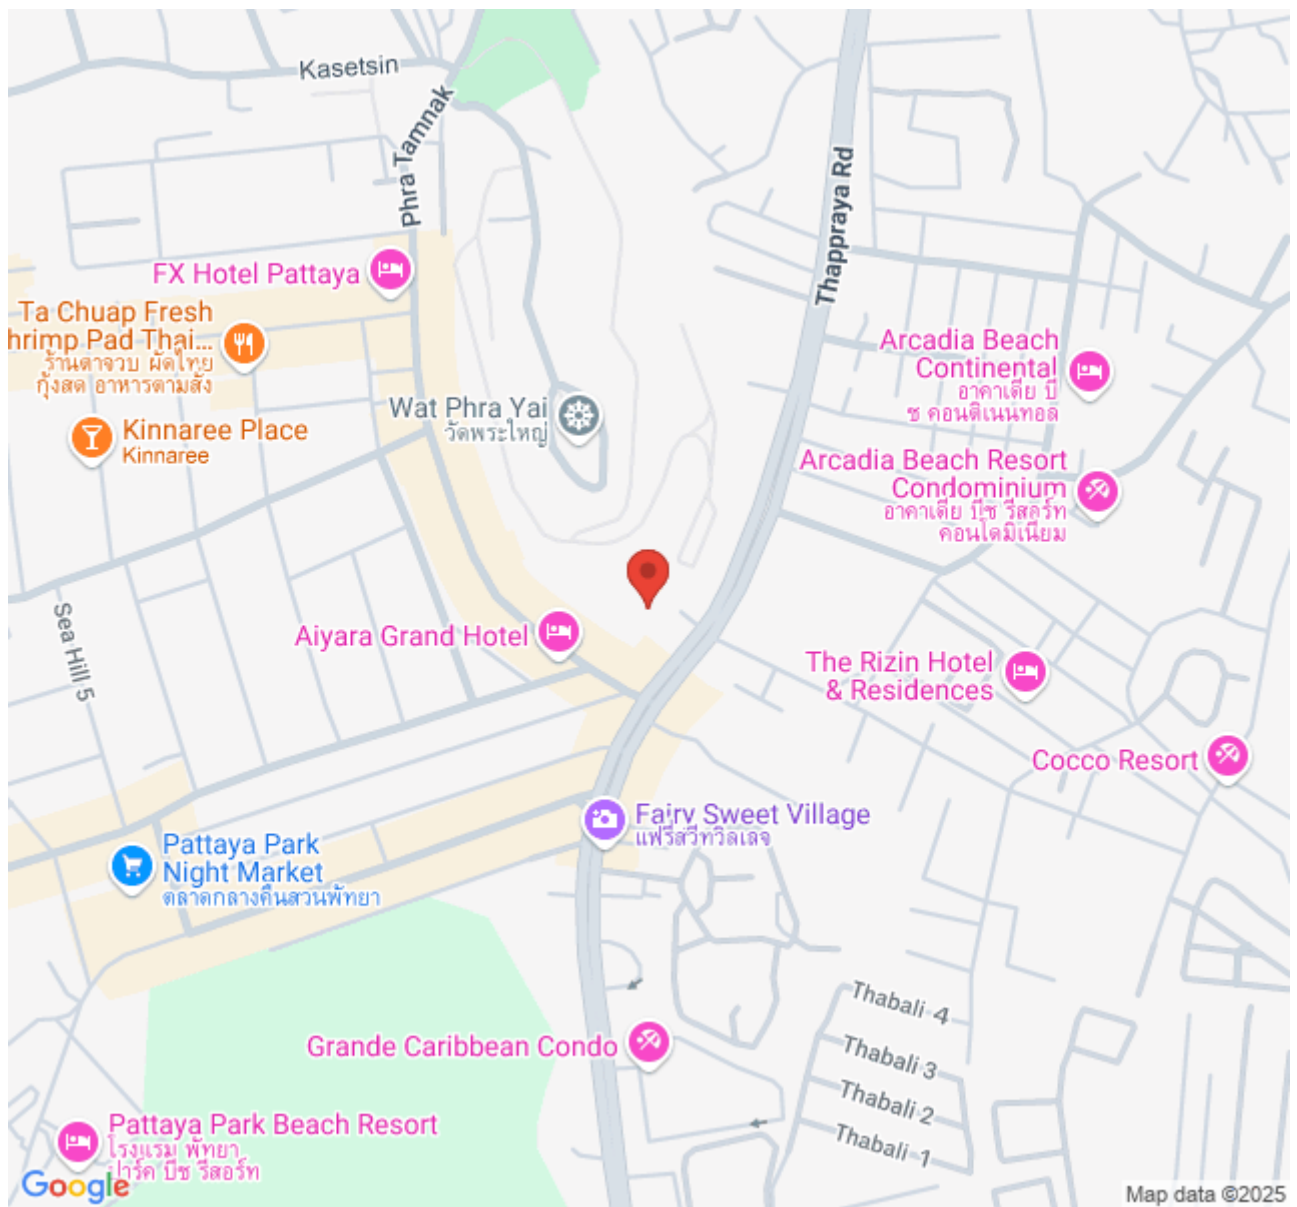 Kasetsin
Phra Tamnak
Thappraya Rd
FX Hotel Pattaya
Ta Chuap Fresh
hrimp Pad Thai...
ร้านตาจวบ ผัดไทย
กุ้งสด อาหารตามสั่ง
Arcadia Beach
Continental
อาคาเดีย บี
ช คอนติเนนทอล
Wat Phra Yai
วัดพระใหญ่
Kinnaree Place
Kinnaree
Arcadia Beach Resort
Condominium
อาคาเดีย บีช รีสอร์ท
คอนโดมิเนียม
Sea Hill 5
Aiyara Grand Hotel
The Rizin Hotel
& Residences
Cocco Resort
Fairy Sweet Village
แฟรีสวีทวิลเลจ
Pattaya Park
Night Market
ตลาดกลางคืนสวนพัทยา
Thabali 4
Grande Caribbean Condo
Thabali 3
Thabali 2
Thabali 1
Pattaya Park Beach Resort
โรงแรม พัทยา
ปาร์ค บีช รีสอร์ท
Google
Map data ©2025